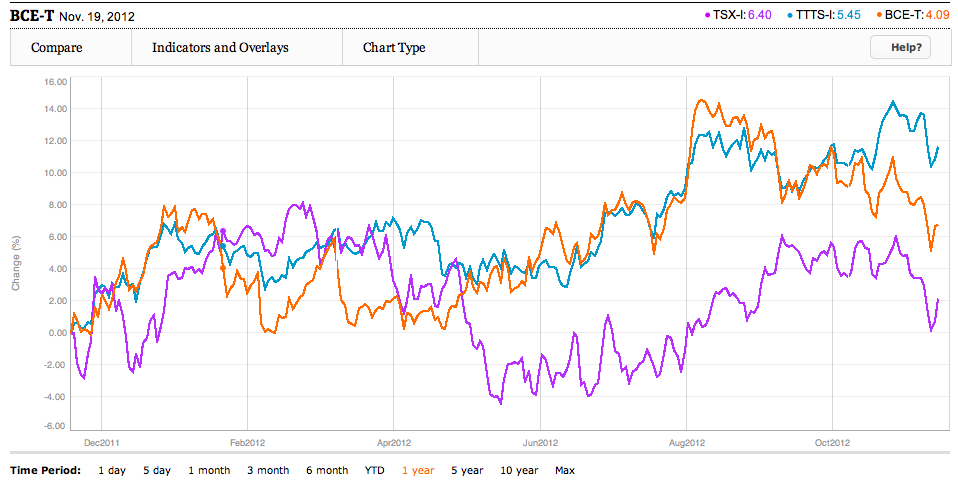 BCE-T Nov. 19, 2012 TSX-I: 6.40 TTTS-I: 5.45 BCE-T: 4.09
Compare Indicators and Overlays Chart Type Help?
16.00
14.00
12.00
10.00
8.00
6.00
4.00
2.00
0.00
-2.00
-4.00
-6.00
Change (%)
Dec2011 Feb2012 Apr2012 Jun2012 Aug2012 Oct2012
Time Period: 1 day 5 day 1 month 3 month 6 month YTD 1 year 5 year 10 year Max